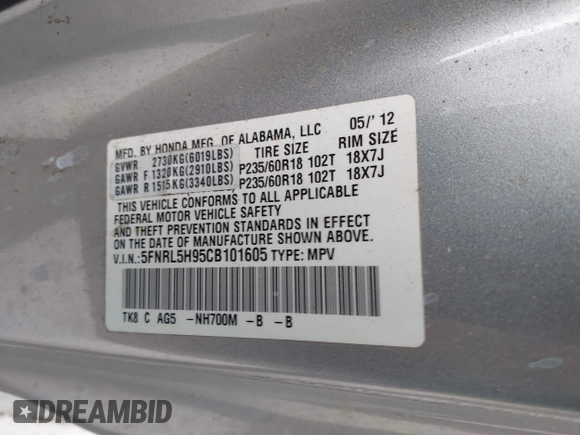 MFD. BY HONDA MFG. OF ALABAMA, LLC 05/'12
GVWR 2730KG(6019LBS) TIRE SIZE RIM SIZE
GAWR F 1320KG(2910LBS) P235/60R18 102T 18X7J
GAWR R 1515KG(3340LBS) P235/60R18 102T 18X7J
THIS VEHICLE CONFORMS TO ALL APPLICABLE
FEDERAL MOTOR VEHICLE SAFETY
AND THEFT PREVENTION STANDARDS IN EFFECT
ON THE DATE OF MANUFACTURE SHOWN ABOVE.
V.I.N.:5FNRL5H95CB101605 TYPE: MPV
TK8 C AG5 -NH700M -B -B
DREAMBID